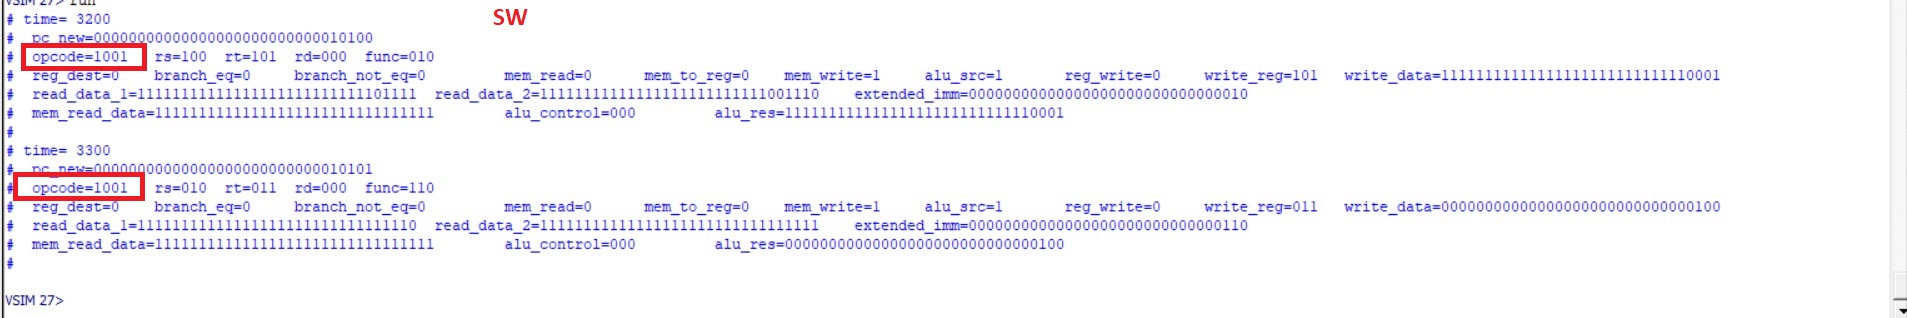 VSIM 27> run
SW
# time= 3200
# pc_new=00000000000000000000000000010100
# opcode=1001 rs=100 rt=101 rd=000 func=010
# reg_dest=0 branch_eq=0 branch_not_eq=0 mem_read=0 mem_to_reg=0 mem_write=1 alu_src=1 reg_write=0 write_reg=101 write_data=11111111111111111111111111110001
# read_data_1=11111111111111111111111111101111 read_data_2=11111111111111111111111111001110 extended_imm=00000000000000000000000000000010
# mem_read_data=11111111111111111111111111111111 alu_control=000 alu_res=11111111111111111111111111110001
#
# time= 3300
# pc_new=00000000000000000000000000010101
# opcode=1001 rs=010 rt=011 rd=000 func=110
# reg_dest=0 branch_eq=0 branch_not_eq=0 mem_read=0 mem_to_reg=0 mem_write=1 alu_src=1 reg_write=0 write_reg=011 write_data=00000000000000000000000000000100
# read_data_1=11111111111111111111111111111110 read_data_2=11111111111111111111111111111111 extended_imm=00000000000000000000000000000110
# mem_read_data=11111111111111111111111111111111 alu_control=000 alu_res=00000000000000000000000000000100
#
VSIM 27>